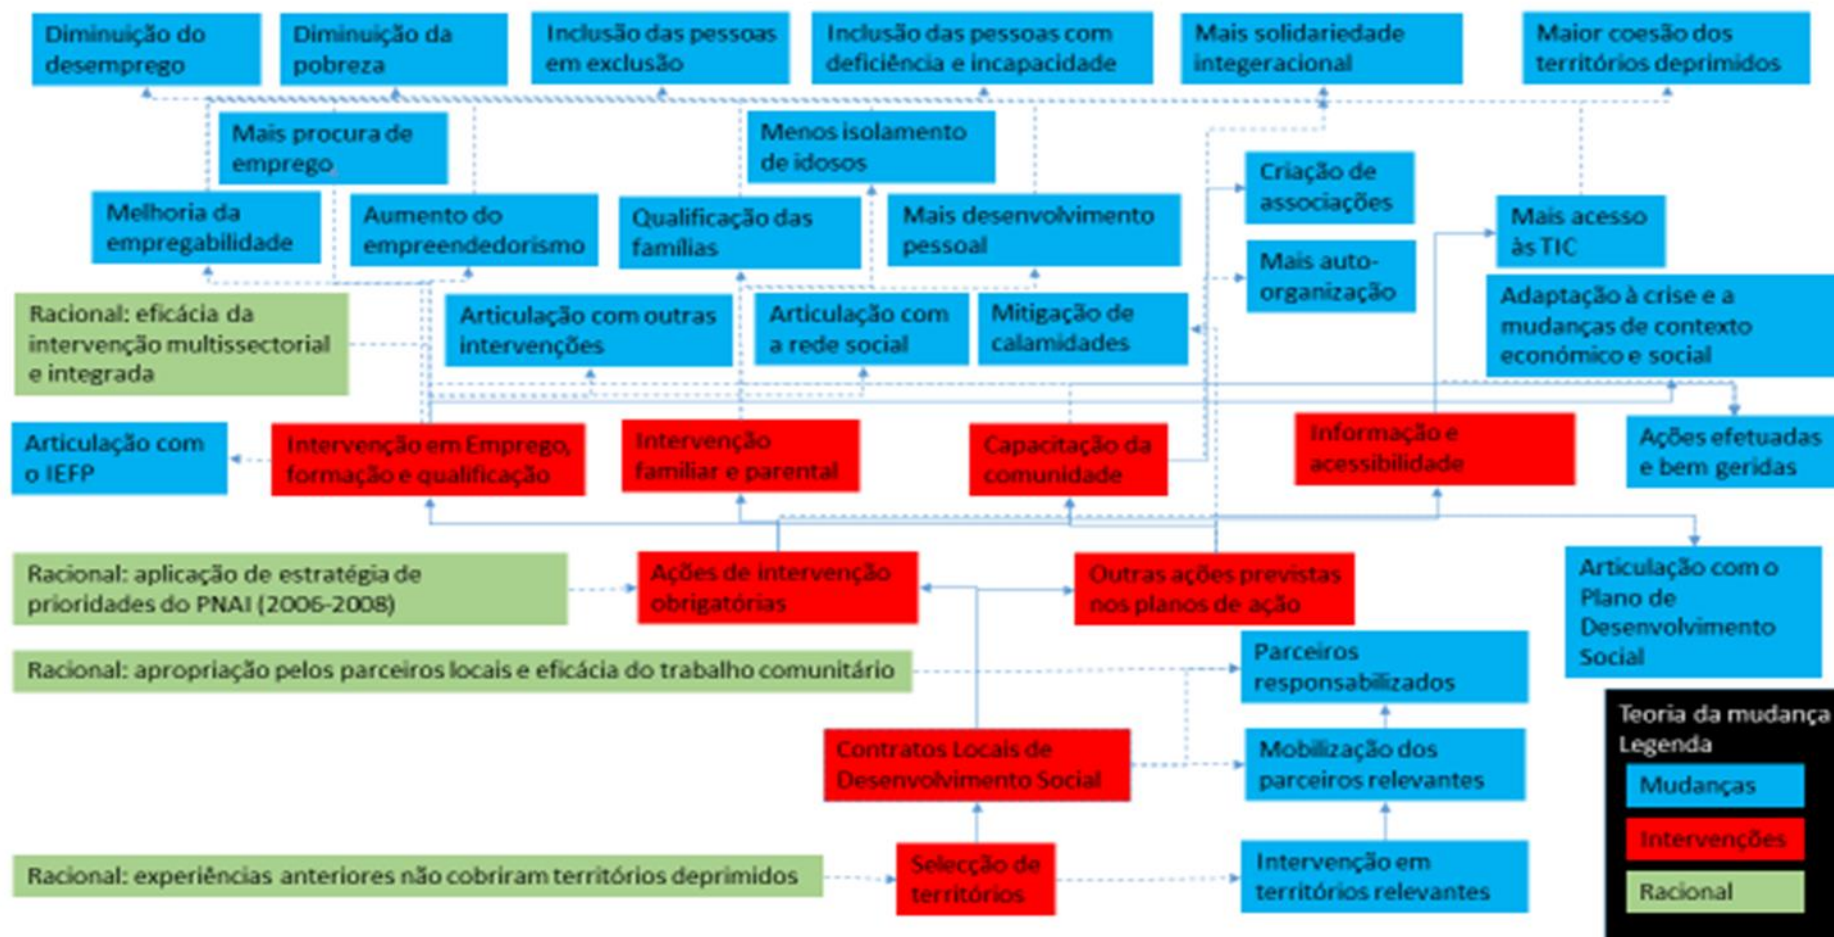 Diminuição do
desemprego
Diminuição da
pobreza
Inclusão das pessoas
em exclusão
Inclusão das pessoas com
deficiência e incapacidade
Mais solidariedade
integeracional
Maior coesão dos
territórios deprimidos
Mais procura de
emprego
Menos isolamento
de idosos
Criação de
associações
Melhoria da
empregabilidade
Aumento do
empreendedorismo
Qualificação das
famílias
Mais desenvolvimento
pessoal
Mais acesso
às TIC
Mais auto-
organização
Racional: eficácia da
intervenção multissectorial
e integrada
Articulação com outras
intervenções
Articulação com
a rede social
Mitigação de
calamidades
Adaptação à crise e a
mudanças de contexto
económico e social
Articulação com
o IEFP
Intervenção em Emprego,
formação e qualificação
Intervenção
familiar e parental
Capacitação da
comunidade
Informação e
acessibilidade
Ações efetuadas
e bem geridas
Racional: aplicação de estratégia de
prioridades do PNAI (2006-2008)
Ações de intervenção
obrigatórias
Outras ações previstas
nos planos de ação
Articulação com o
Plano de
Desenvolvimento
Social
Racional: apropriação pelos parceiros locais e eficácia do trabalho comunitário
Parceiros
responsabilizados
Contratos Locais de
Desenvolvimento Social
Mobilização dos
parceiros relevantes
Racional: experiências anteriores não cobriram territórios deprimidos
Selecção de
territórios
Intervenção em
territórios relevantes
Teoria da mudança
Legenda
Mudanças
Intervenções
Racional